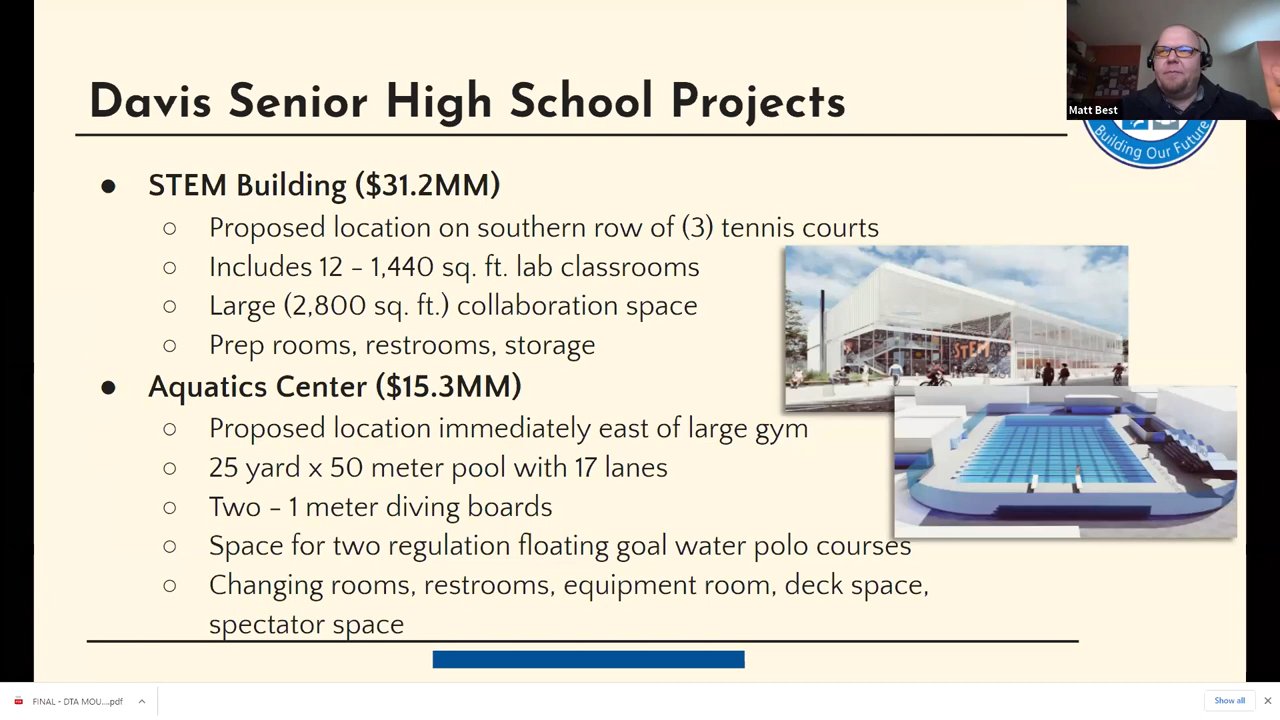 Davis Senior High School Projects
Matt Best
Building Our Future
● STEM Building ($31.2MM)
○ Proposed location on southern row of (3) tennis courts
○ Includes 12 – 1,440 sq. ft. lab classrooms
○ Large (2,800 sq. ft.) collaboration space
○ Prep rooms, restrooms, storage
STEM
● Aquatics Center ($15.3MM)
○ Proposed location immediately east of large gym
○ 25 yard x 50 meter pool with 17 lanes
○ Two – 1 meter diving boards
○ Space for two regulation floating goal water polo courses
○ Changing rooms, restrooms, equipment room, deck space,
spectator space
FINAL - DTA MOU....pdf
Show all